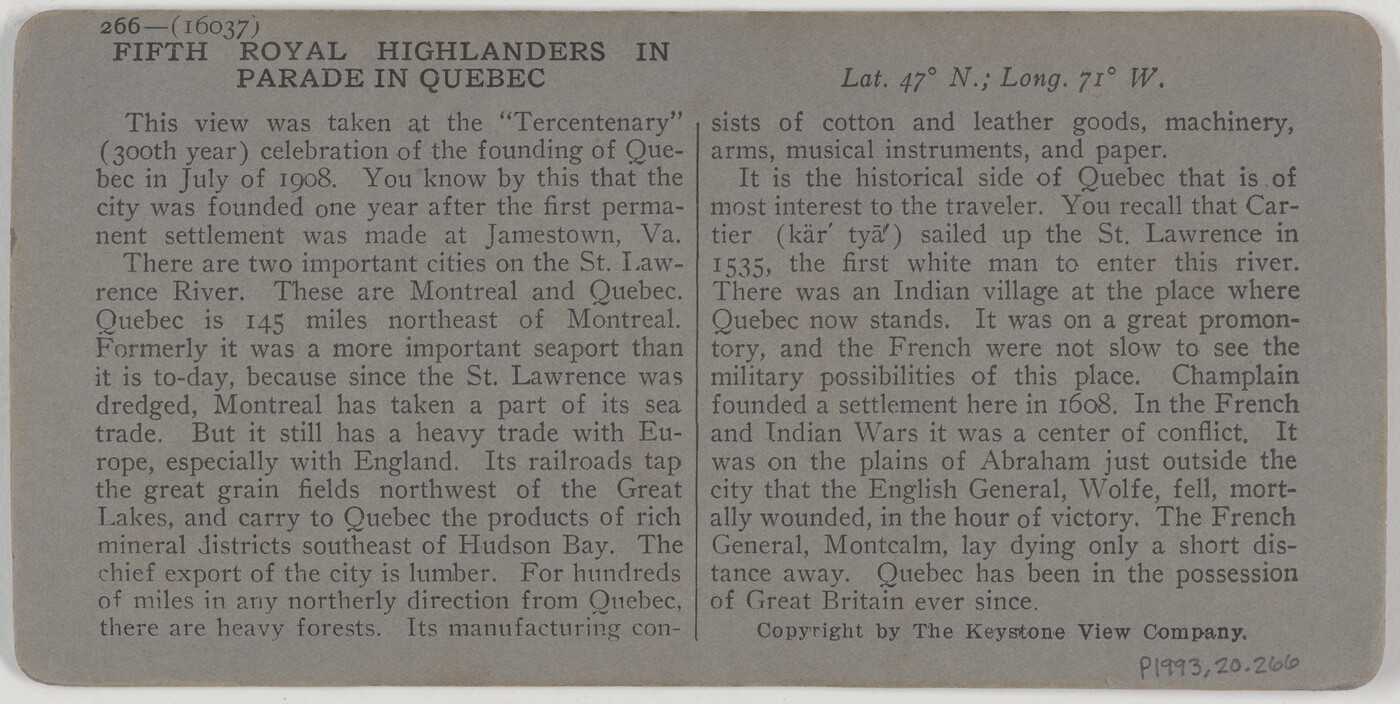 266—(16037)
FIFTH ROYAL HIGHLANDERS IN
PARADE IN QUEBEC
This view was taken at the “Tercentenary”
(300th year) celebration of the founding of Que-
bec in July of 1908. You know by this that the
city was founded one year after the first perma-
nent settlement was made at Jamestown, Va.
There are two important cities on the St. Law-
rence River. These are Montreal and Quebec.
Quebec is 145 miles northeast of Montreal.
Formerly it was a more important seaport than
it is to-day, because since the St. Lawrence was
dredged, Montreal has taken a part of its sea
trade. But it still has a heavy trade with Eu-
rope, especially with England. Its railroads tap
the great grain fields northwest of the Great
Lakes, and carry to Quebec the products of rich
mineral districts southeast of Hudson Bay. The
chief export of the city is lumber. For hundreds
of miles in any northerly direction from Quebec,
there are heavy forests. Its manufacturing con-
Lat. 47° N.; Long. 71° W.
sists of cotton and leather goods, machinery,
arms, musical instruments, and paper.
It is the historical side of Quebec that is of
most interest to the traveler. You recall that Car-
tier (kär′ tyā′) sailed up the St. Lawrence in
1535, the first white man to enter this river.
There was an Indian village at the place where
Quebec now stands. It was on a great promon-
tory, and the French were not slow to see the
military possibilities of this place. Champlain
founded a settlement here in 1608. In the French
and Indian Wars it was a center of conflict. It
was on the plains of Abraham just outside the
city that the English General, Wolfe, fell, mort-
ally wounded, in the hour of victory. The French
General, Montcalm, lay dying only a short dis-
tance away. Quebec has been in the possession
of Great Britain ever since.
Copyright by The Keystone View Company.
P1993.20.266